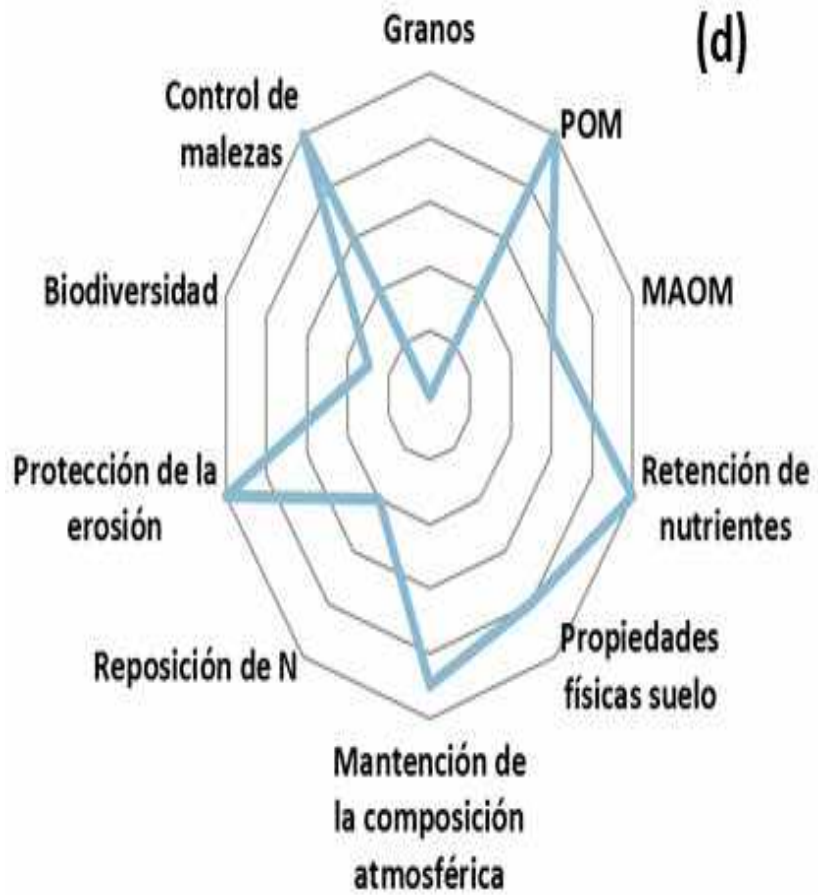 (d)
Granos
POM
MAOM
Retención de
nutrientes
Propiedades
físicas suelo
Mantención de
la composición
atmosférica
Reposición de N
Protección de la
erosión
Biodiversidad
Control de
malezas